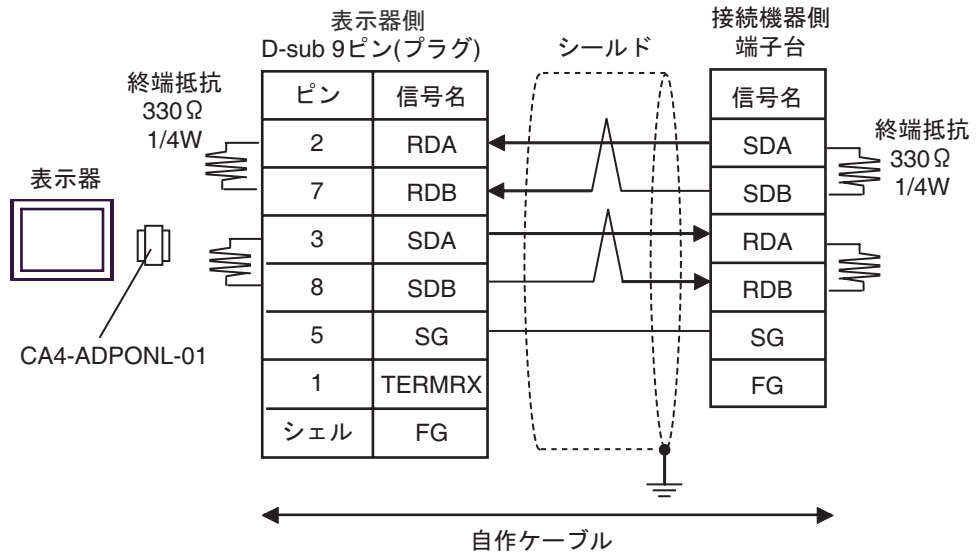 表示器側
D-sub 9ピン(プラグ)
シールド
接続機器側
端子台
終端抵抗
330Ω
1/4W
ピン 信号名
2 RDA
7 RDB
3 SDA
8 SDB
5 SG
1 TERMRX
シェル FG
信号名
SDA
SDB
RDA
RDB
SG
FG
終端抵抗
330Ω
1/4W
表示器
CA4-ADPONL-01
自作ケーブル